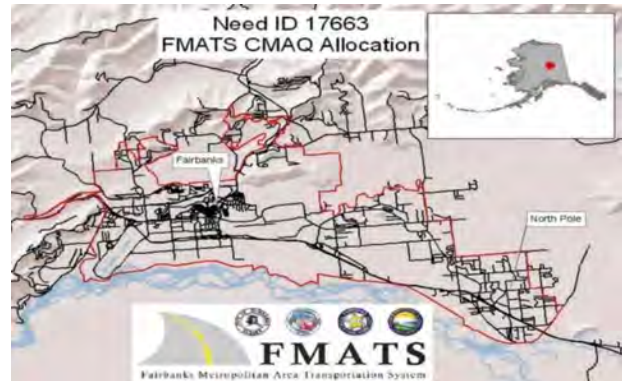 Need ID 17663
FMATS CMAQ Allocation
Fairbanks
North Pole
FMATS
Fairbanks Metropolitan Area Transportation System